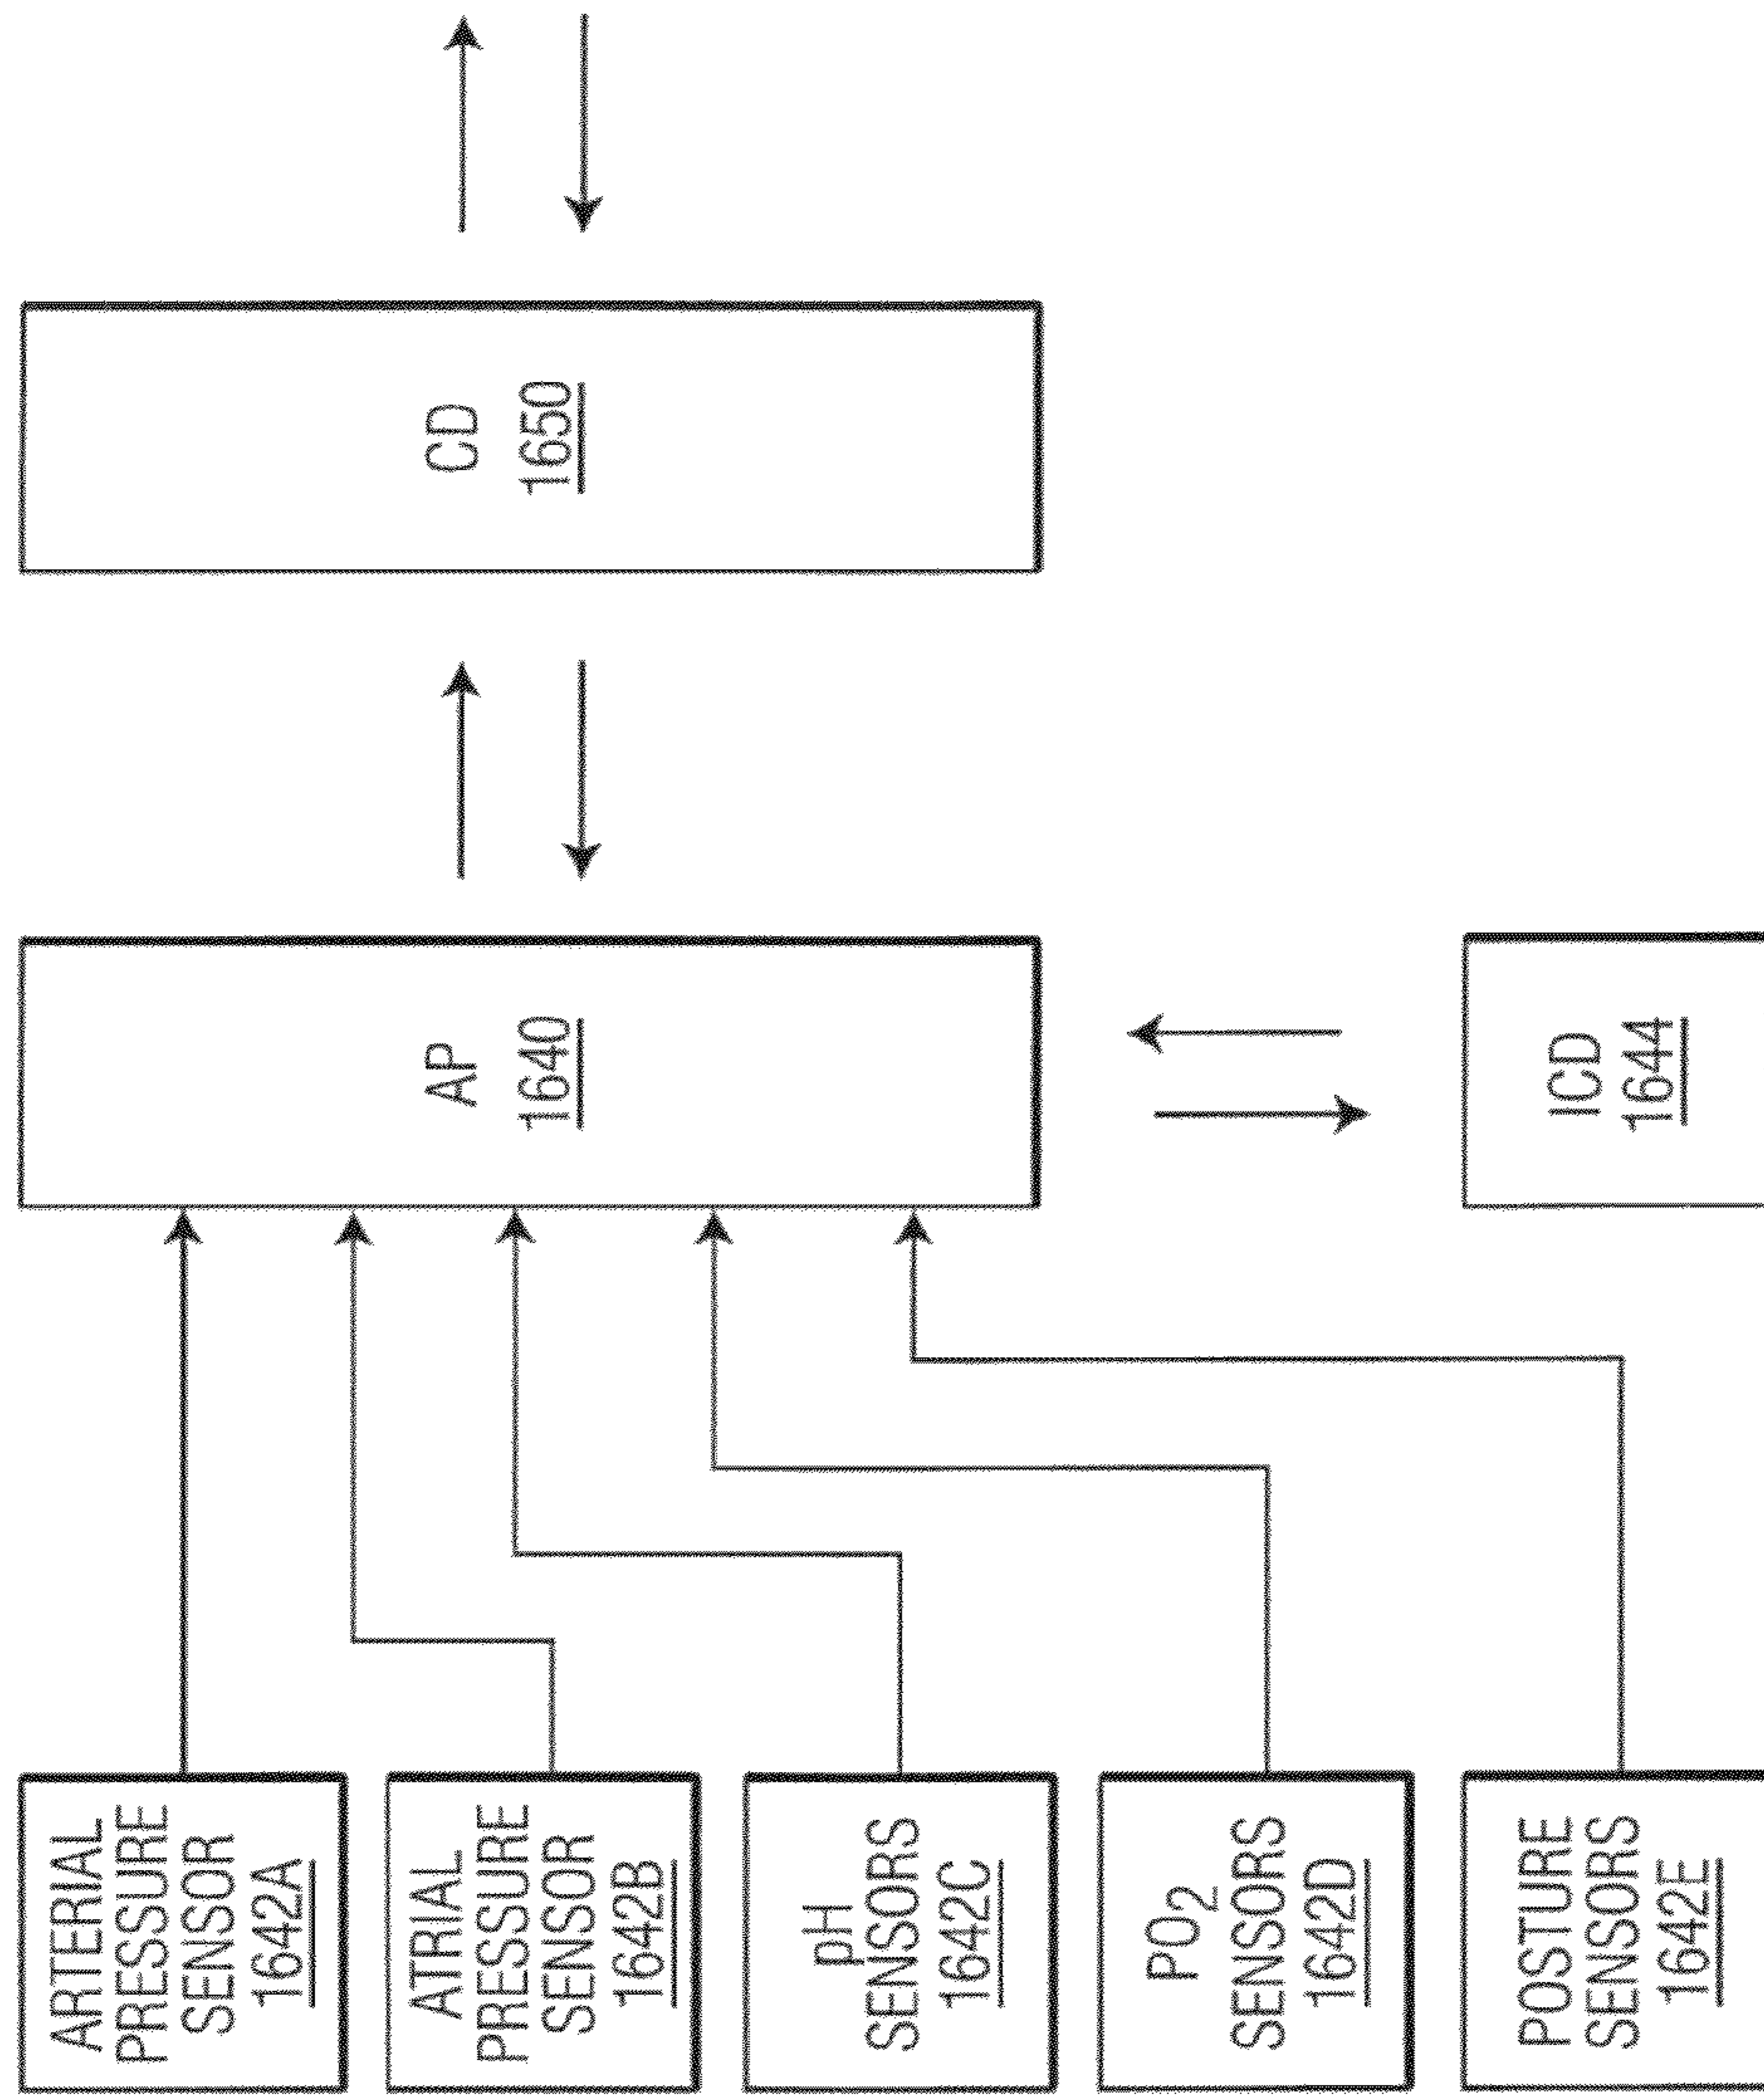 ARTERIAL
PRESSURE
SENSOR
1642A
ATRIAL
PRESSURE
SENSOR
1642B
pH
SENSORS
1642C
PO2
SENSORS
1642D
POSTURE
SENSORS
1642E
AP
1640
ICD
1644
CD
1650